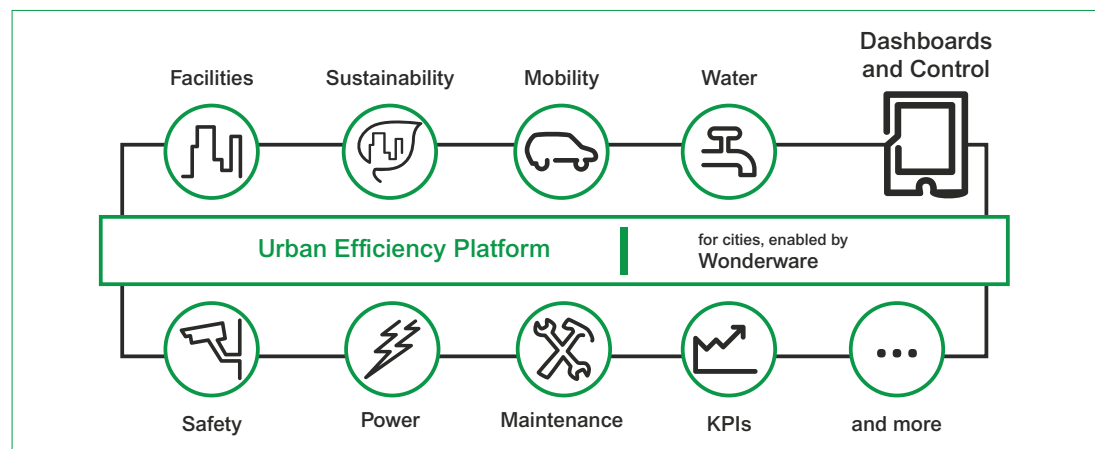 Dashboards
and Control
Facilities
Sustainability
Mobility
Water
Urban Efficiency Platform
for cities, enabled by
Wonderware
Safety
Power
Maintenance
KPIs
and more